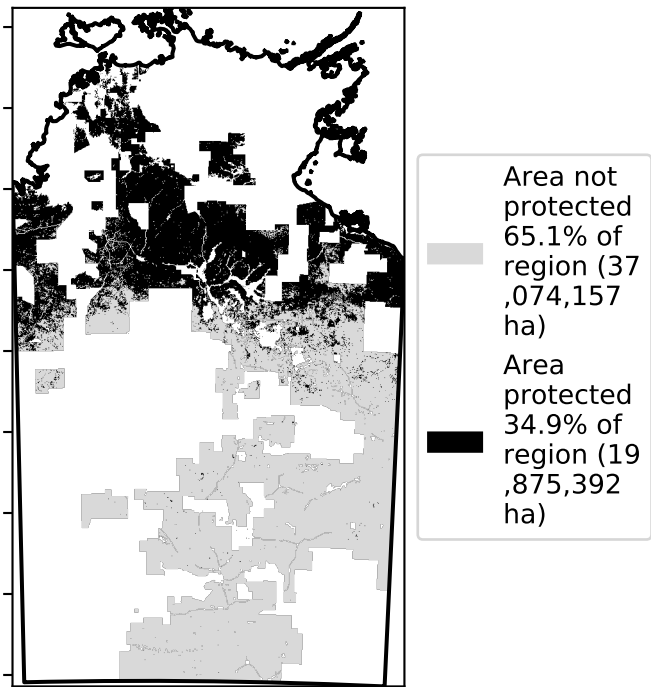 Area not
protected
65.1% of
region (37
,074,157
ha)
Area
protected
34.9% of
region (19
,875,392
ha)